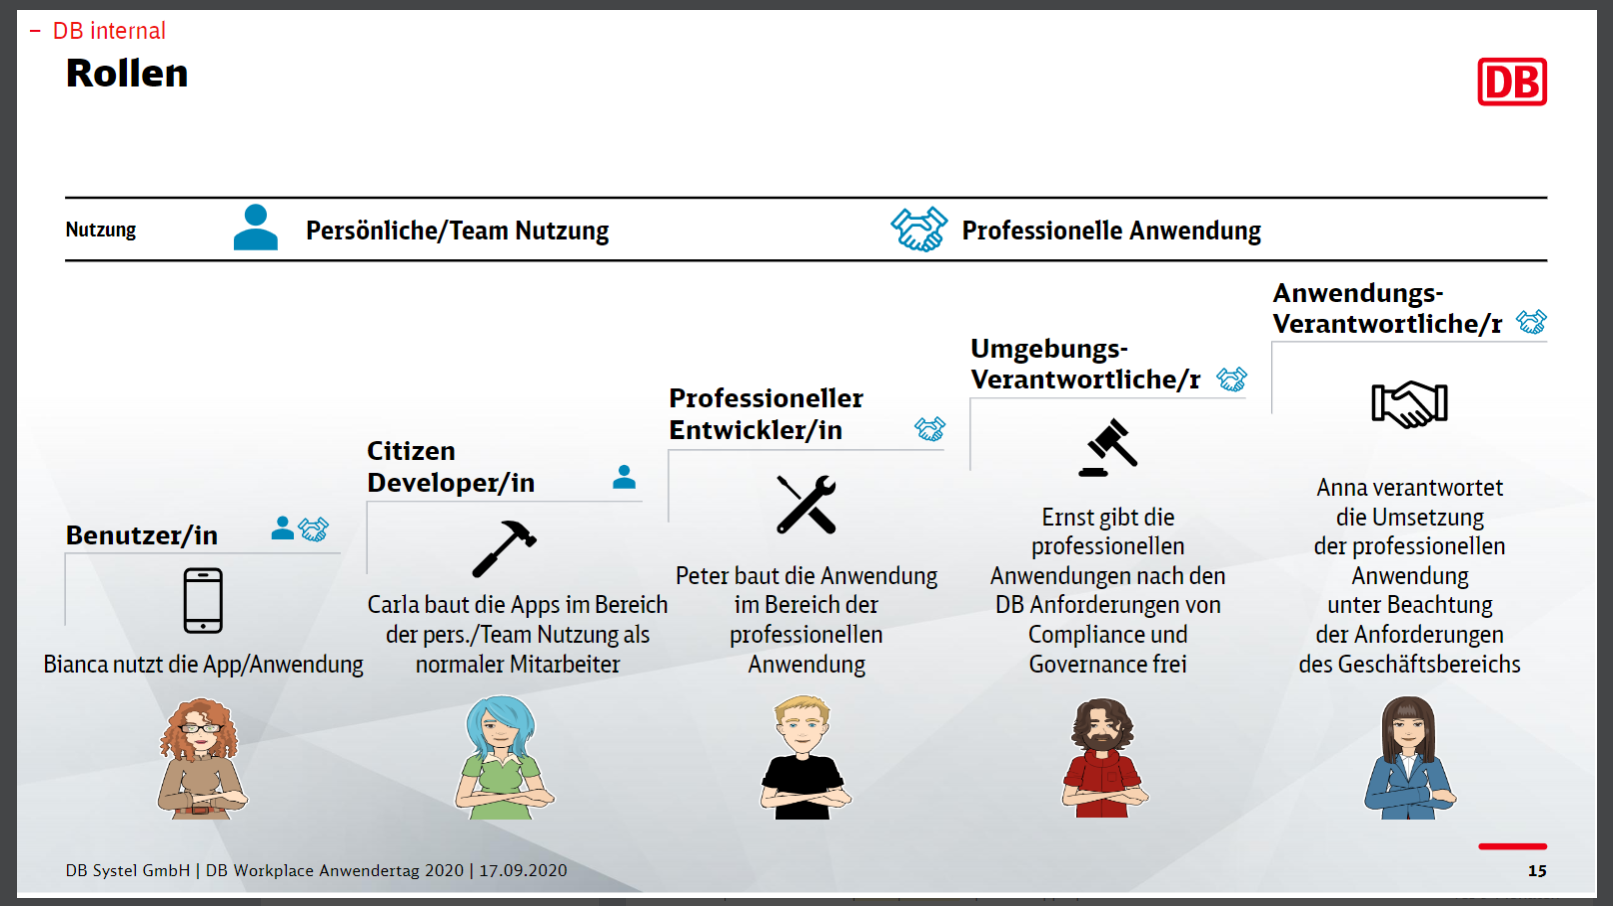 – DB internal
Rollen
DB
Nutzung
Persönliche/Team Nutzung
Professionelle Anwendung
Benutzer/in
Bianca nutzt die App/Anwendung
Citizen
Developer/in
Carla baut die Apps im Bereich
der pers./Team Nutzung als
normaler Mitarbeiter
Professioneller
Entwickler/in
Peter baut die Anwendung
im Bereich der
professionellen
Anwendung
Umgebungs-
Verantwortliche/r
Ernst gibt die
professionellen
Anwendungen nach den
DB Anforderungen von
Compliance und
Governance frei
Anwendungs-
Verantwortliche/r
Anna verantwortet
die Umsetzung
der professionellen
Anwendung
unter Beachtung
der Anforderungen
des Geschäftsbereichs
DB Systel GmbH | DB Workplace Anwendertag 2020 | 17.09.2020
15